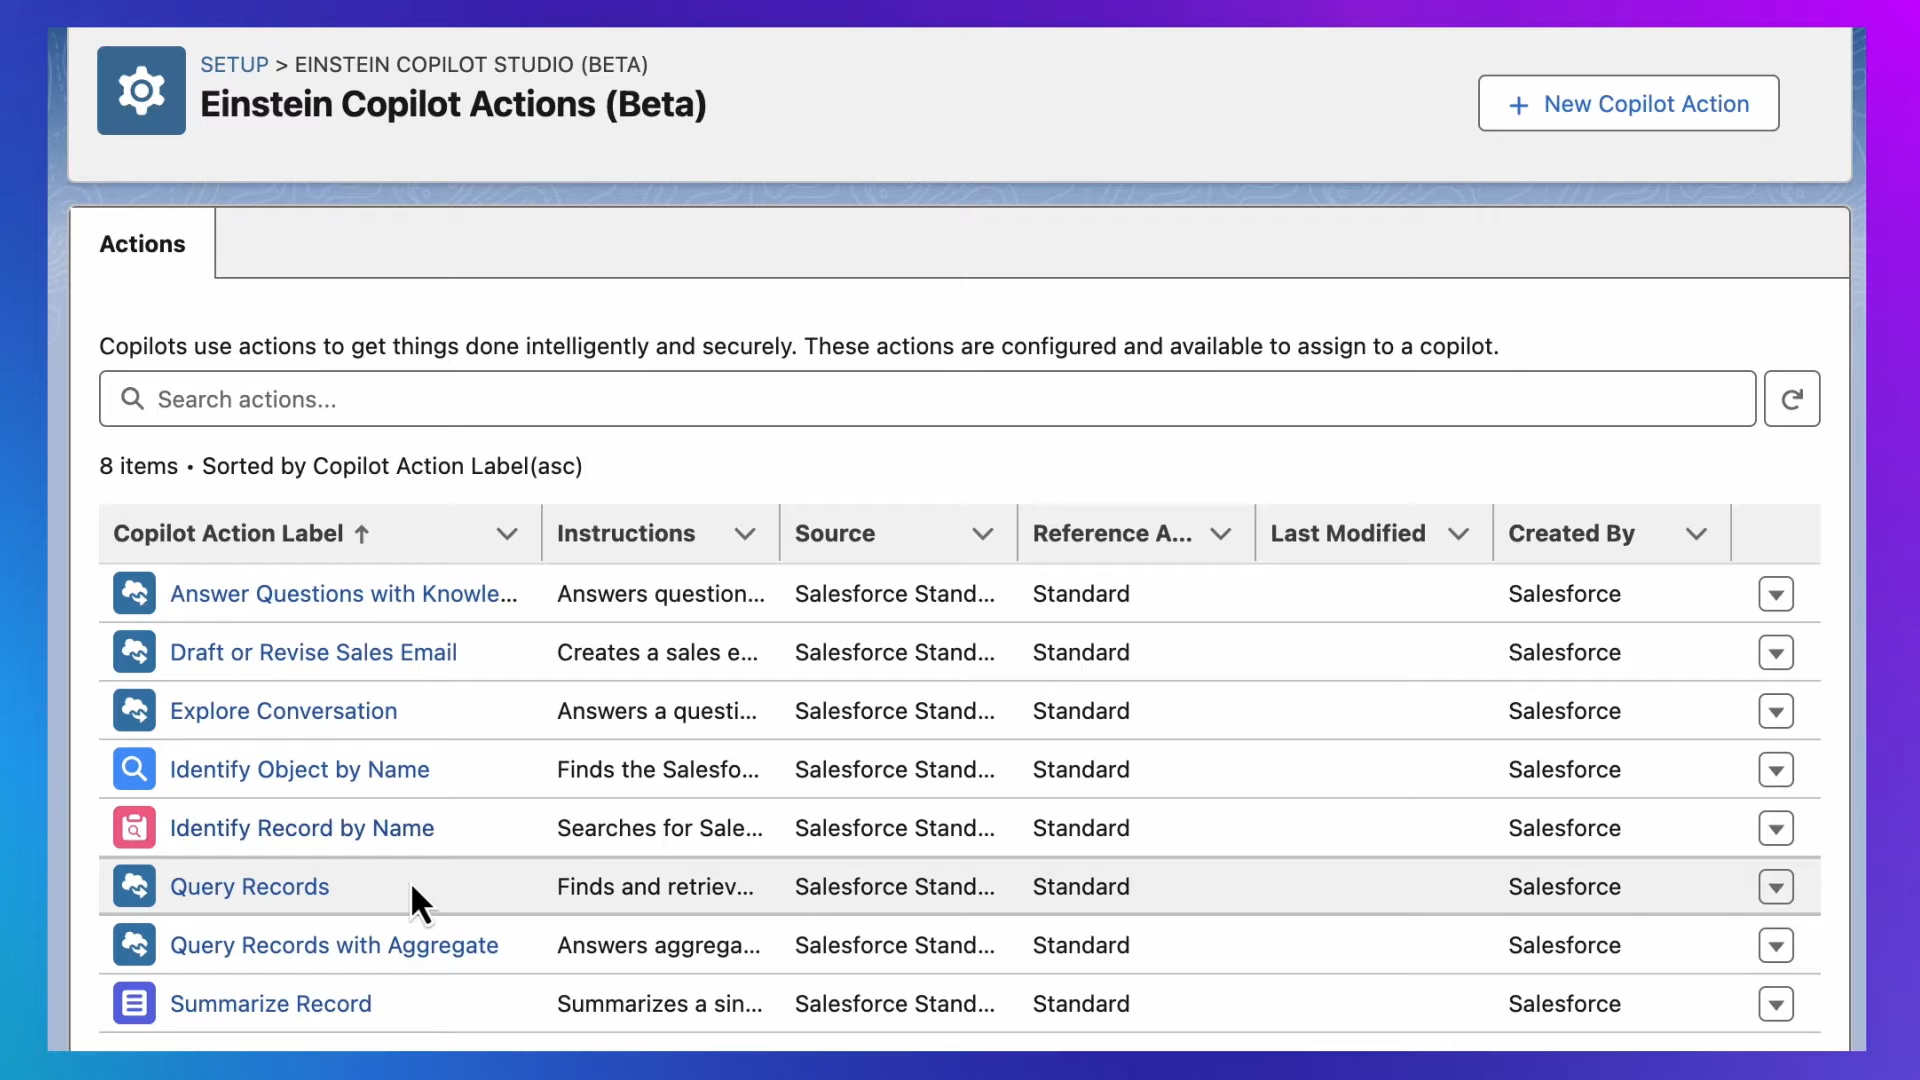 SETUP > EINSTEIN COPILOT STUDIO (BETA)
Einstein Copilot Actions (Beta)
+ New Copilot Action
Actions
Copilots use actions to get things done intelligently and securely. These actions are configured and available to assign to a copilot.
Search actions...
8 items • Sorted by Copilot Action Label(asc)
Copilot Action Label ↑ Instructions Source Reference A... Last Modified Created By
Answer Questions with Knowle... Answers question... Salesforce Stand... Standard Salesforce
Draft or Revise Sales Email Creates a sales e... Salesforce Stand... Standard Salesforce
Explore Conversation Answers a questi... Salesforce Stand... Standard Salesforce
Identify Object by Name Finds the Salesfo... Salesforce Stand... Standard Salesforce
Identify Record by Name Searches for Sale... Salesforce Stand... Standard Salesforce
Query Records Finds and retriev... Salesforce Stand... Standard Salesforce
Query Records with Aggregate Answers aggrega... Salesforce Stand... Standard Salesforce
Summarize Record Summarizes a sin... Salesforce Stand... Standard Salesforce